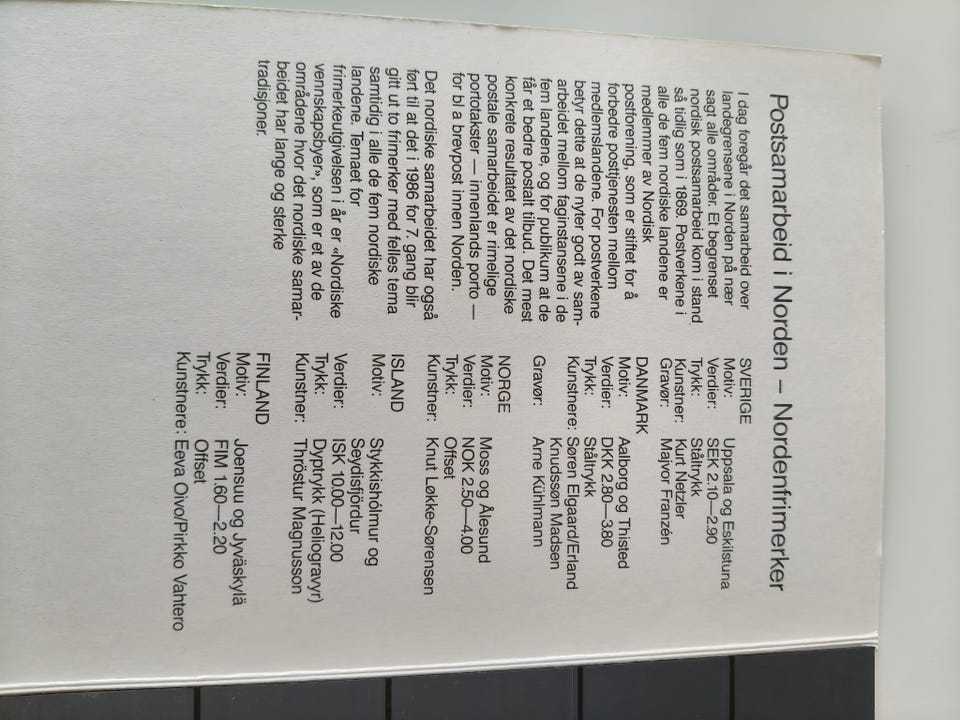 Postsamarbeid i Norden – Nordenfrimerker
I dag foregår det samarbeid over
landegrensene i Norden på nær
sagt alle områder. Et begrenset
nordisk postsamarbeid kom i stand
så tidlig som i 1869. Postverkene i
alle de fem nordiske landene er
medlemmer av Nordisk
postforening, som er stiftet for å
forbedre posttjenesten mellom
medlemslandene. For postverkene
betyr dette at de nyter godt av sam-
arbeidet mellom faginstansene i de
fem landene, og for publikum at de
får et bedre postalt tilbud. Det mest
konkrete resultatet av det nordiske
postale samarbeidet er rimelige
portotakster — innenlands porto —
for bl a brevpost innen Norden.
Det nordiske samarbeidet har også
ført til at det i 1986 for 7. gang blir
gitt ut to frimerker med felles tema
samtidig i alle de fem nordiske
landene. Temaet for
frimerkeutgivelsen i år er «Nordiske
vennskapsbyer», som er et av de
områdene hvor det nordiske samar-
beidet har lange og sterke
tradisjoner.
SVERIGE
Motiv: Uppsala og Eskilstuna
Verdier: SEK 2.10—2.90
Trykk: Ståltrykk
Kunstner: Kurt Netzler
Gravør: Majvor Franzén
DANMARK
Motiv: Aalborg og Thisted
Verdier: DKK 2.80—3.80
Trykk: Ståltrykk
Kunstnere: Søren Elgaard/Erland
Knudssøn Madsen
Gravør: Arne Kühlmann
NORGE
Motiv: Moss og Ålesund
Verdier: NOK 2.50—4.00
Trykk: Offset
Kunstner: Knut Løkke-Sørensen
ISLAND
Motiv: Stykkishólmur og
Seydisfjördur
Verdier: ISK 10.00—12.00
Trykk: Dyptrykk (Heliogravyr)
Kunstner: Thröstur Magnusson
FINLAND
Motiv: Joensuu og Jyväskylä
Verdier: FIM 1.60—2.20
Trykk: Offset
Kunstnere: Eeva Oivo/Pirkko Vahtero